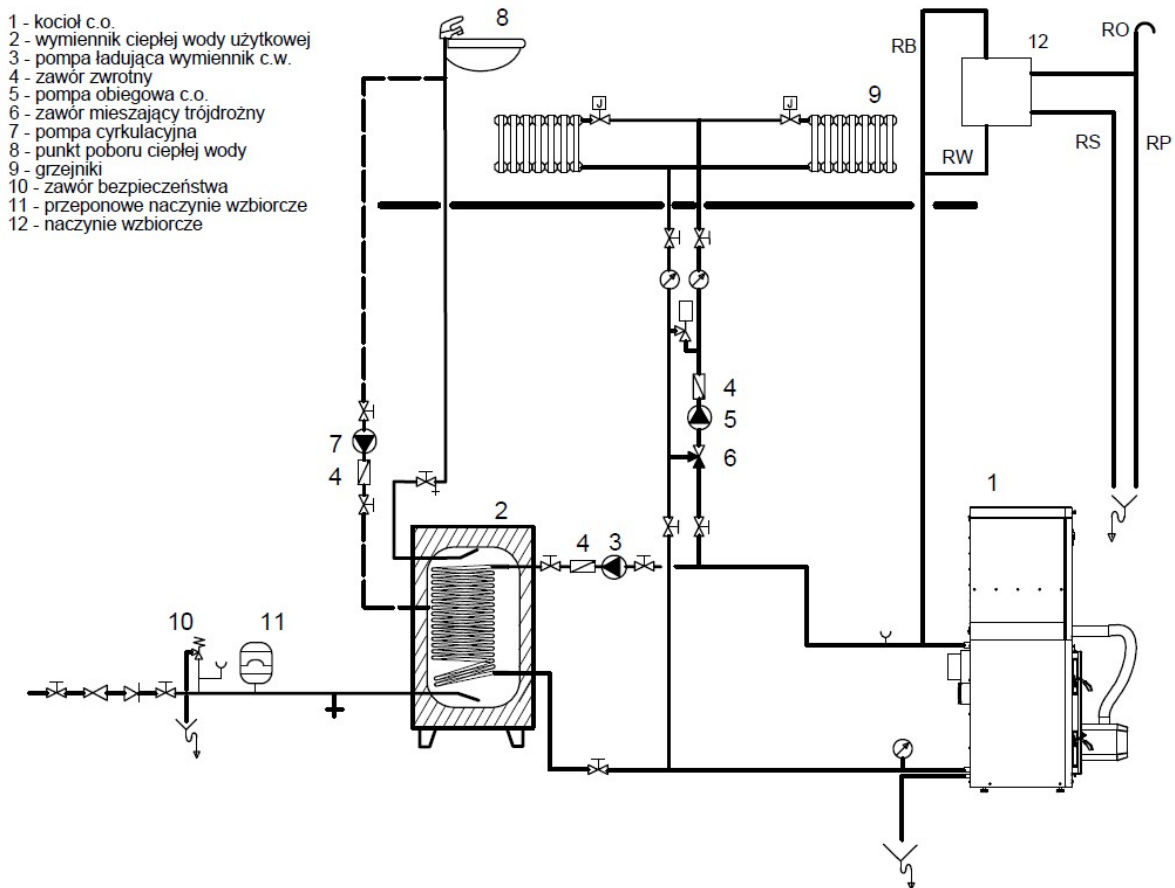 1 - kocioł c.o.
2 - wymiennik ciepłej wody użytkowej
3 - pompa ładująca wymiennik c.w.
4 - zawór zwrotny
5 - pompa obiegowa c.o.
6 - zawór mieszający trójdrożny
7 - pompa cyrkulacyjna
8 - punkt poboru ciepłej wody
9 - grzejniki
10 - zawór bezpieczeństwa
11 - przeponowe naczynie wzbiorcze
12 - naczynie wzbiorcze
8
RB
12
RO
J
J
9
RW
RS
RP
4
5
7
4
6
2
1
4
3
10
11